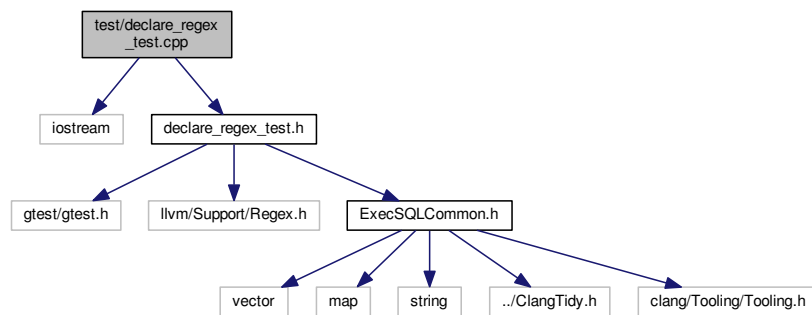 test/declare_regex
_test.cpp
iostream
declare_regex_test.h
gtest/gtest.h
llvm/Support/Regex.h
ExecSQLCommon.h
vector
map
string
../ClangTidy.h
clang/Tooling/Tooling.h